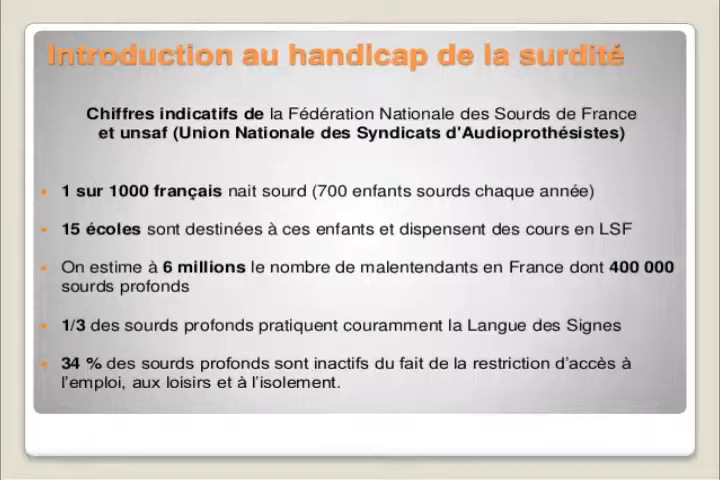 Introduction au handicap de la surdité
Chiffres indicatifs de la Fédération Nationale des Sourds de France
et unsaf (Union Nationale des Syndicats d'Audioprothésistes)
1 sur 1000 français nait sourd (700 enfants sourds chaque année)
15 écoles sont destinées à ces enfants et dispensent des cours en LSF
On estime à 6 millions le nombre de malentendants en France dont 400 000
sourds profonds
1/3 des sourds profonds pratiquent couramment la Langue des Signes
34 % des sourds profonds sont inactifs du fait de la restriction d'accès à
l'emploi, aux loisirs et à l'isolement.